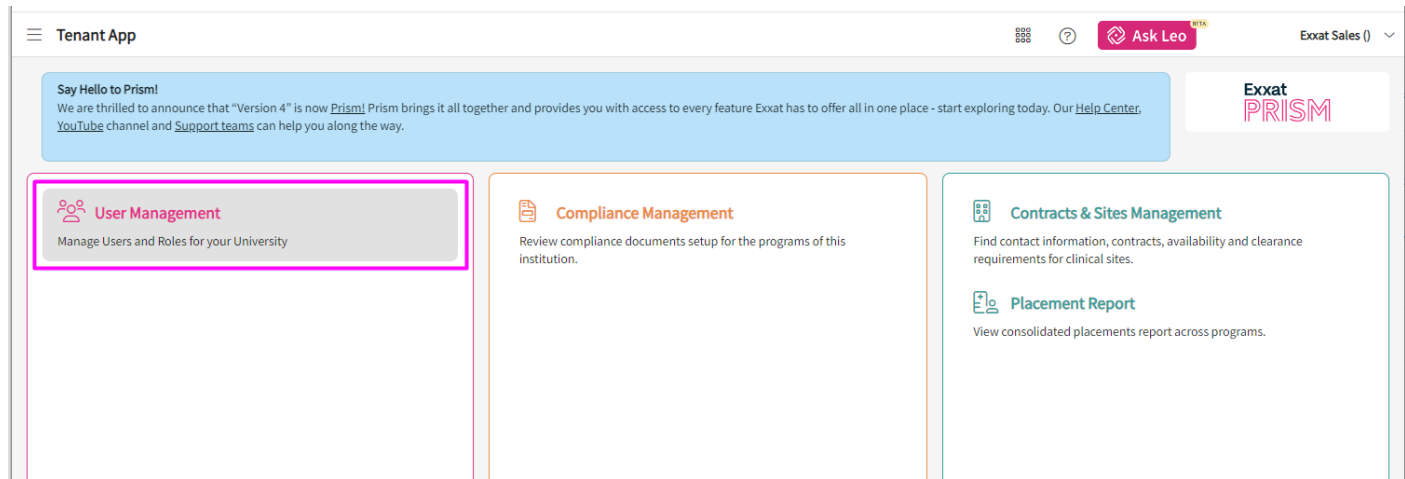 Tenant App
Ask Leo
BETA
Exxat Sales ()
Say Hello to Prism!
We are thrilled to announce that “Version 4” is now Prism! Prism brings it all together and provides you with access to every feature Exxat has to offer all in one place - start exploring today. Our Help Center,
YouTube channel and Support teams can help you along the way.
Exxat
PRISM
User Management
Manage Users and Roles for your University
Compliance Management
Review compliance documents setup for the programs of this
institution.
Contracts & Sites Management
Find contact information, contracts, availability and clearance
requirements for clinical sites.
Placement Report
View consolidated placements report across programs.